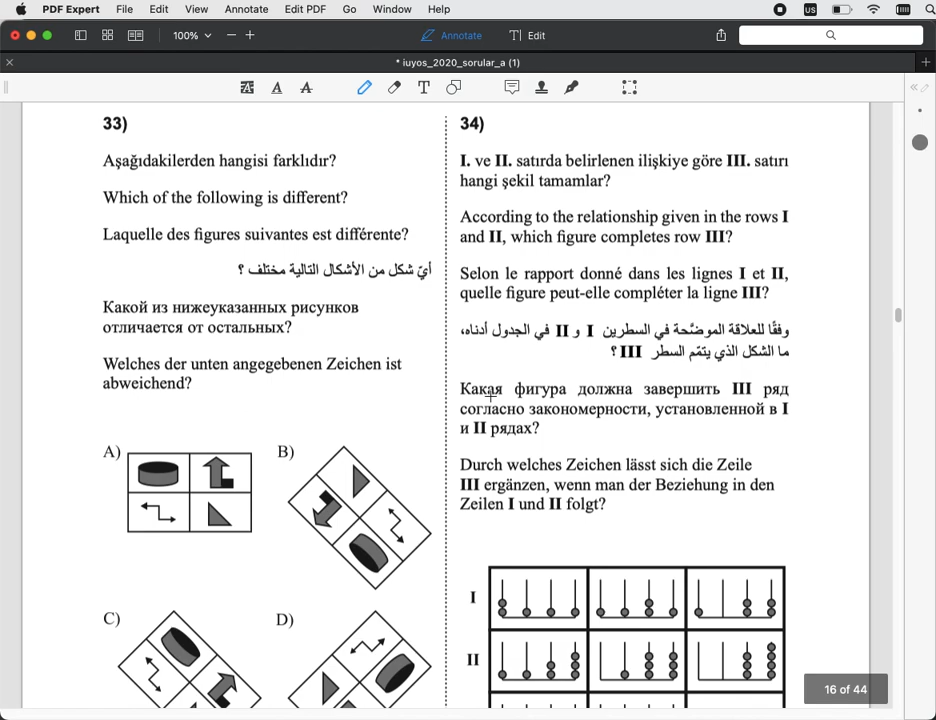 PDF Expert File Edit View Annotate Edit PDF Go Window Help US
100% Annotate Edit
* iuyos_2020_sorular_a (1)
33)
Aşağıdakilerden hangisi farklıdır?
Which of the following is different?
Laquelle des figures suivantes est différente?
أيّ شكل من الأشكال التالية مختلف ؟
Какой из нижеуказанных рисунков
отличается от остальных?
Welches der unten angegebenen Zeichen ist
abweichend?
A)
B)
C)
D)
34)
I. ve II. satırda belirlenen ilişkiye göre III. satırı
hangi şekil tamamlar?
According to the relationship given in the rows I
and II, which figure completes row III?
Selon le rapport donné dans les lignes I et II,
quelle figure peut-elle compléter la ligne III?
وفقًا للعلاقة الموضّحة في السطرين I و II في الجدول أدناه،
ما الشكل الذي يتمّم السطر III ؟
Какая фигура должна завершить III ряд
согласно закономерности, установленной в I
и II рядах?
Durch welches Zeichen lässt sich die Zeile
III ergänzen, wenn man der Beziehung in den
Zeilen I und II folgt?
I
II
16 of 44